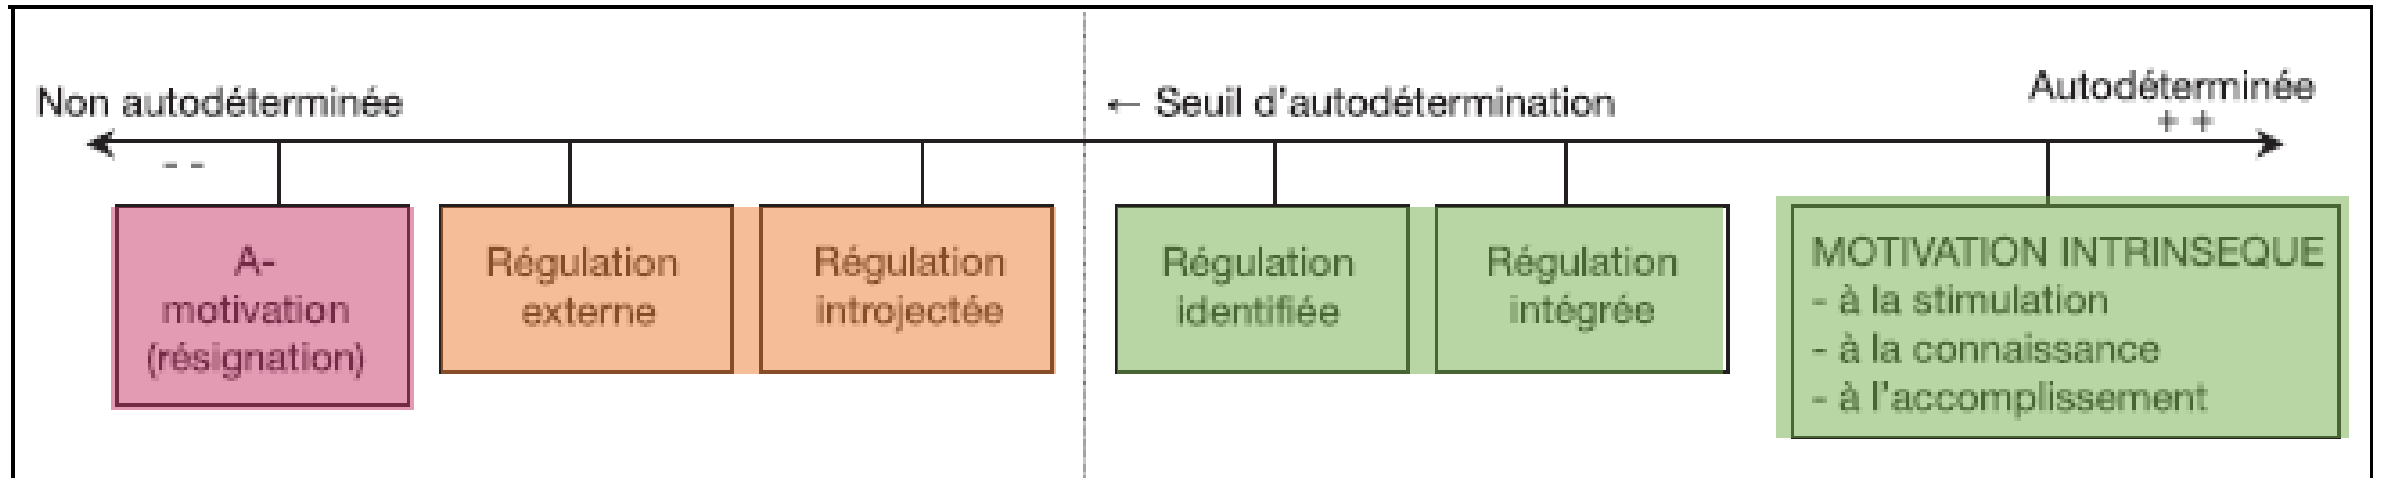 Non autodéterminée
← Seuil d'autodétermination
Autodéterminée
+ +
- -
A-
motivation
(résignation)
Régulation
externe
Régulation
introjectée
Régulation
identifiée
Régulation
intégrée
MOTIVATION INTRINSEQUE
- à la stimulation
- à la connaissance
- à l'accomplissement